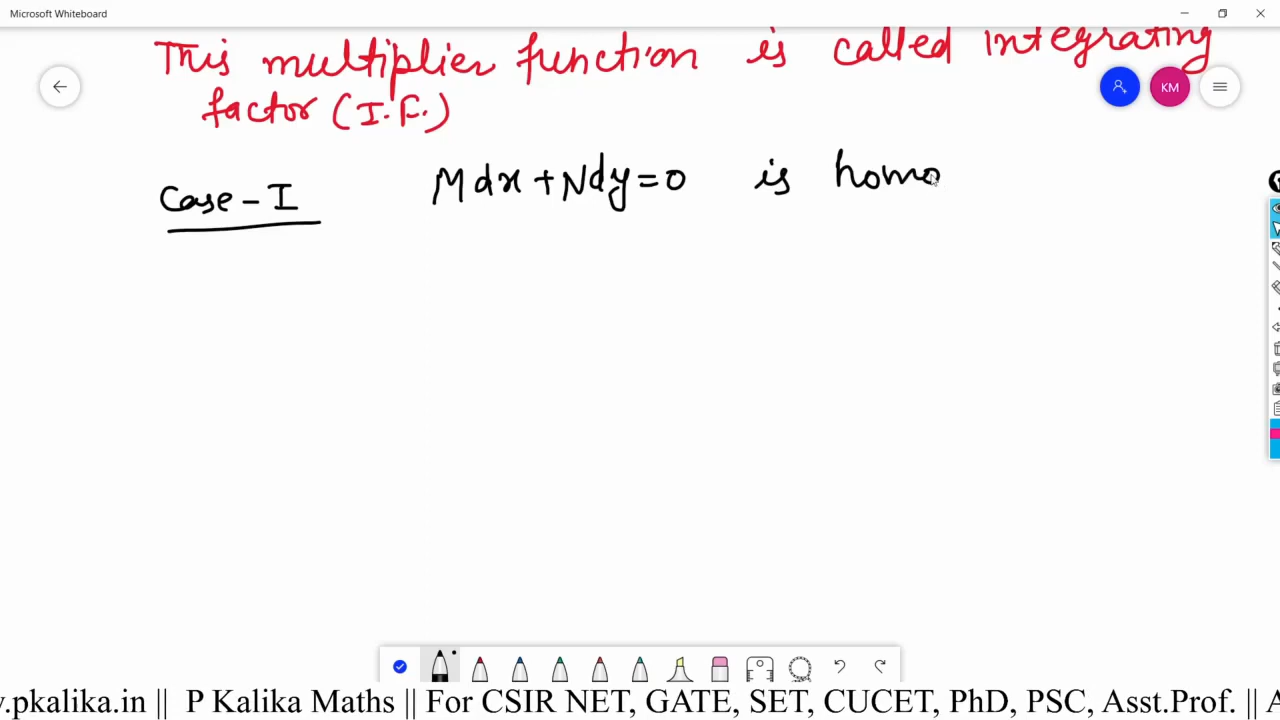 Microsoft Whiteboard
This multiplier function is called integrating
factor (I.F.)
KM
Case - I Mdx + Ndy = 0 is homo
.pkalika.in || P Kalika Maths || For CSIR NET, GATE, SET, CUCET, PhD, PSC, Asst.Prof. || A